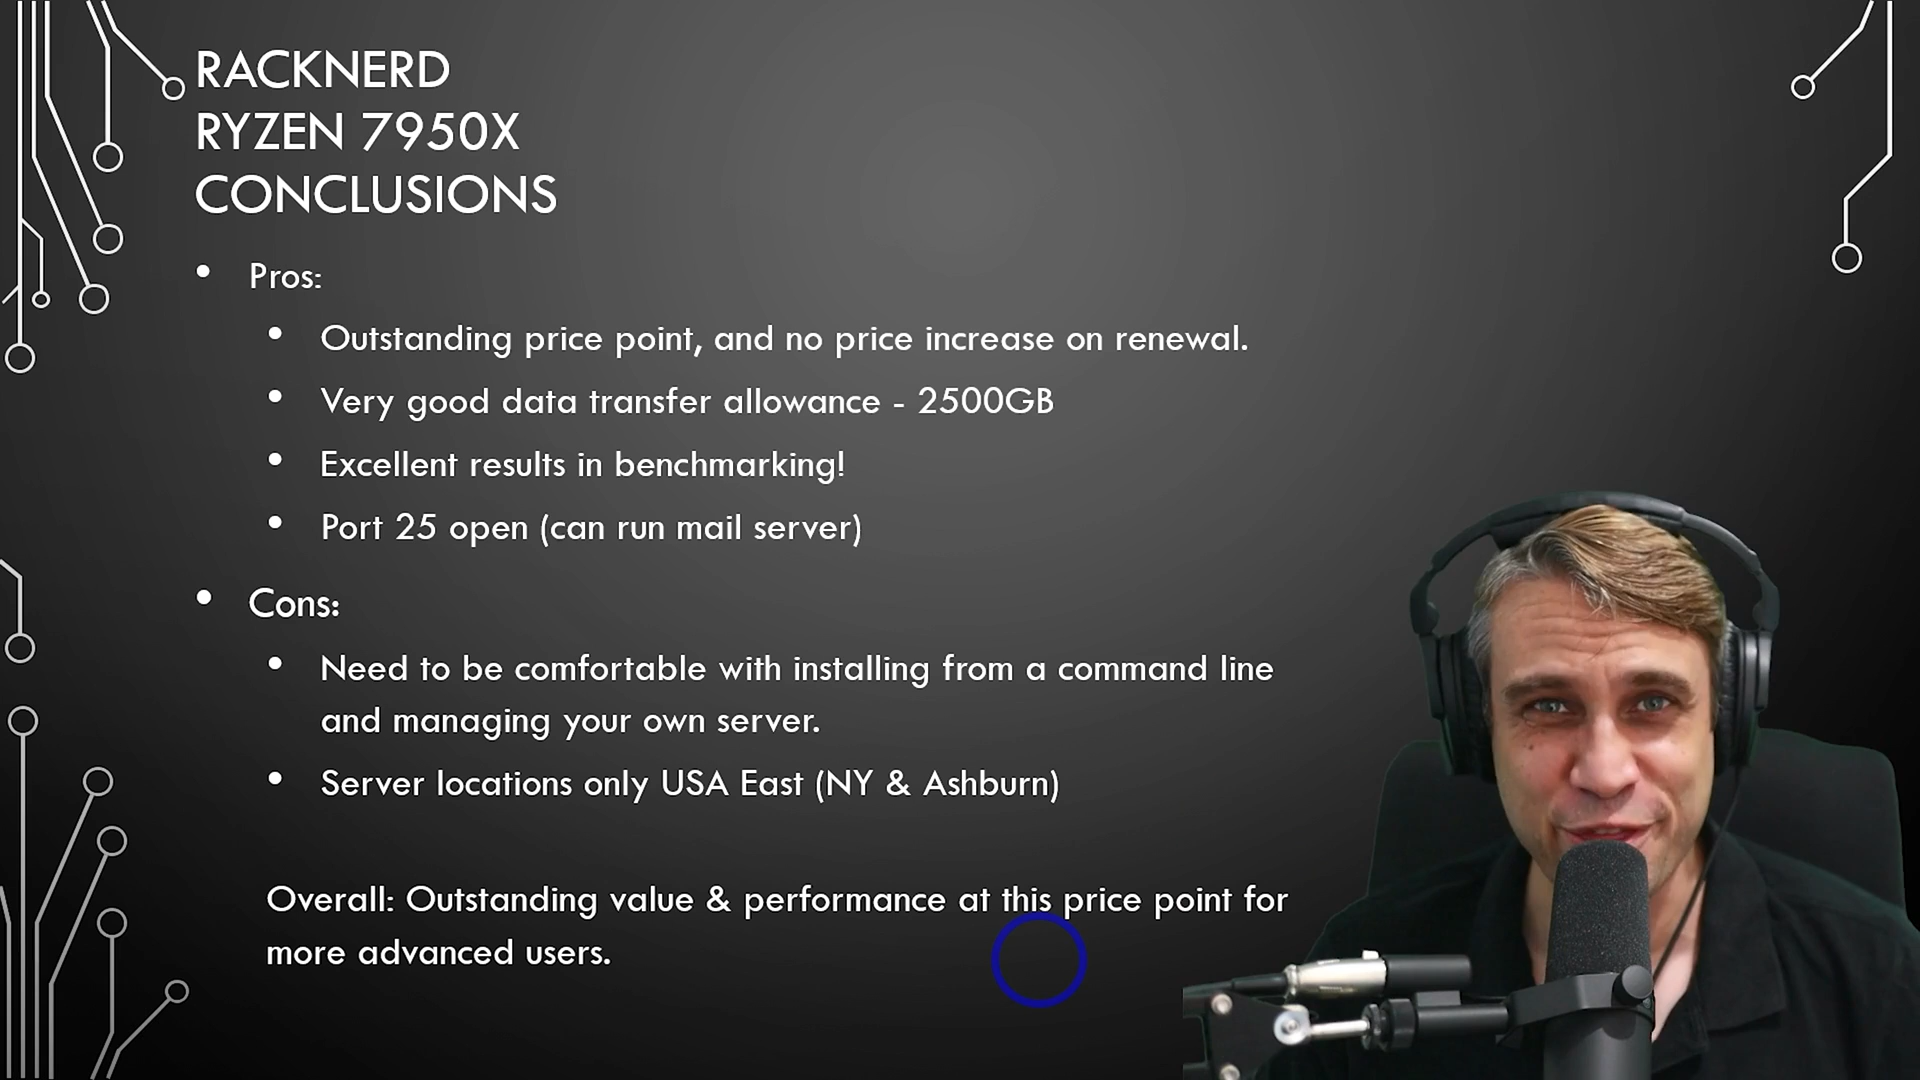 RACKNERD
RYZEN 7950X
CONCLUSIONS
• Pros:
• Outstanding price point, and no price increase on renewal.
• Very good data transfer allowance - 2500GB
• Excellent results in benchmarking!
• Port 25 open (can run mail server)
• Cons:
• Need to be comfortable with installing from a command line
and managing your own server.
• Server locations only USA East (NY & Ashburn)
Overall: Outstanding value & performance at this price point for
more advanced users.